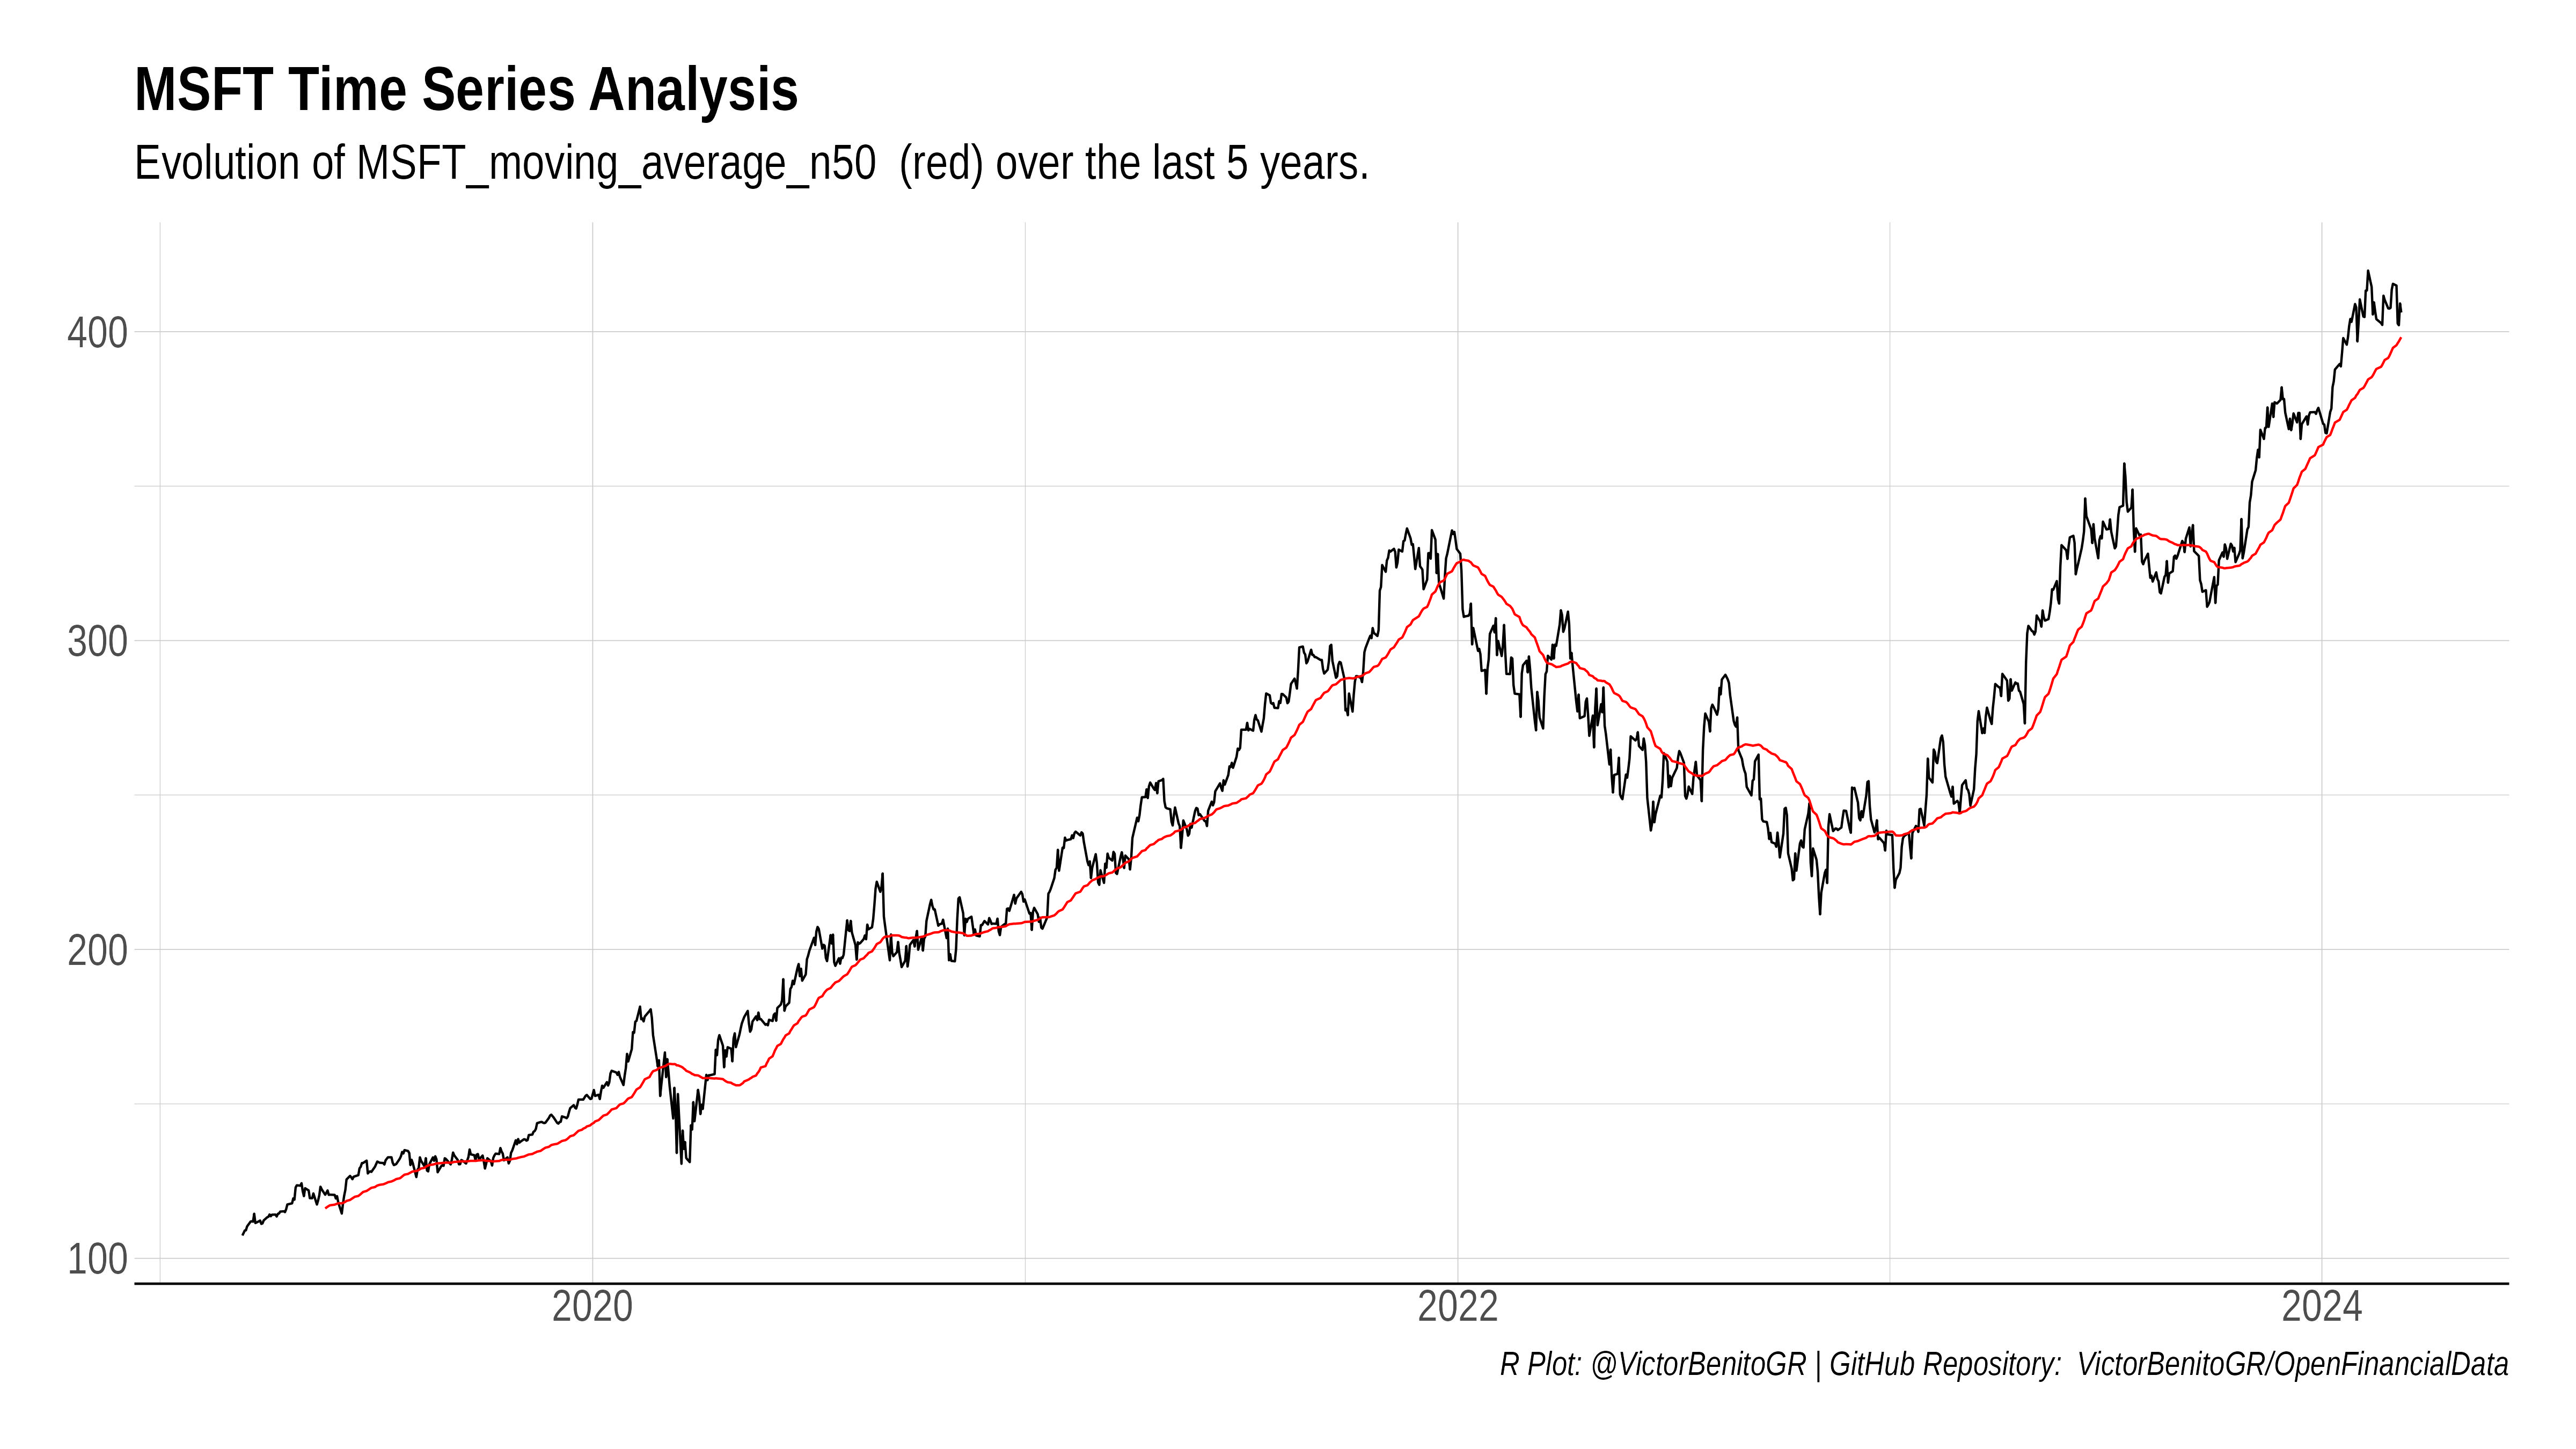 MSFT Time Series Analysis
Evolution of MSFT_moving_average_n50  (red) over the last 5 years.
400
300
200
100
2020 2022 2024
R Plot: @VictorBenitoGR | GitHub Repository:  VictorBenitoGR/OpenFinancialData